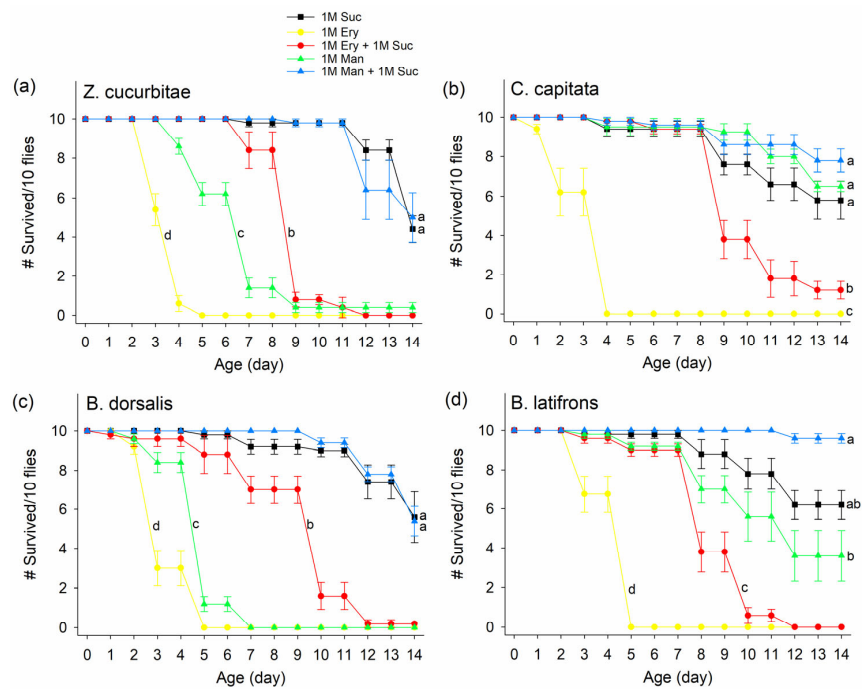 1M Suc
1M Ery
1M Ery + 1M Suc
1M Man
1M Man + 1M Suc
(a)
Z. cucurbitae
# Survived/10 flies
10
8
6
4
2
0
d
c
b
a
a
0 1 2 3 4 5 6 7 8 9 10 11 12 13 14
Age (day)
(b)
C. capitata
# Survived/10 flies
10
8
6
4
2
0
a
a
a
b
c
0 1 2 3 4 5 6 7 8 9 10 11 12 13 14
Age (day)
(c)
B. dorsalis
# Survived/10 flies
10
8
6
4
2
0
d
c
b
a
a
0 1 2 3 4 5 6 7 8 9 10 11 12 13 14
Age (day)
(d)
B. latifrons
# Survived/10 flies
10
8
6
4
2
0
d
c
a
ab
b
0 1 2 3 4 5 6 7 8 9 10 11 12 13 14
Age (day)